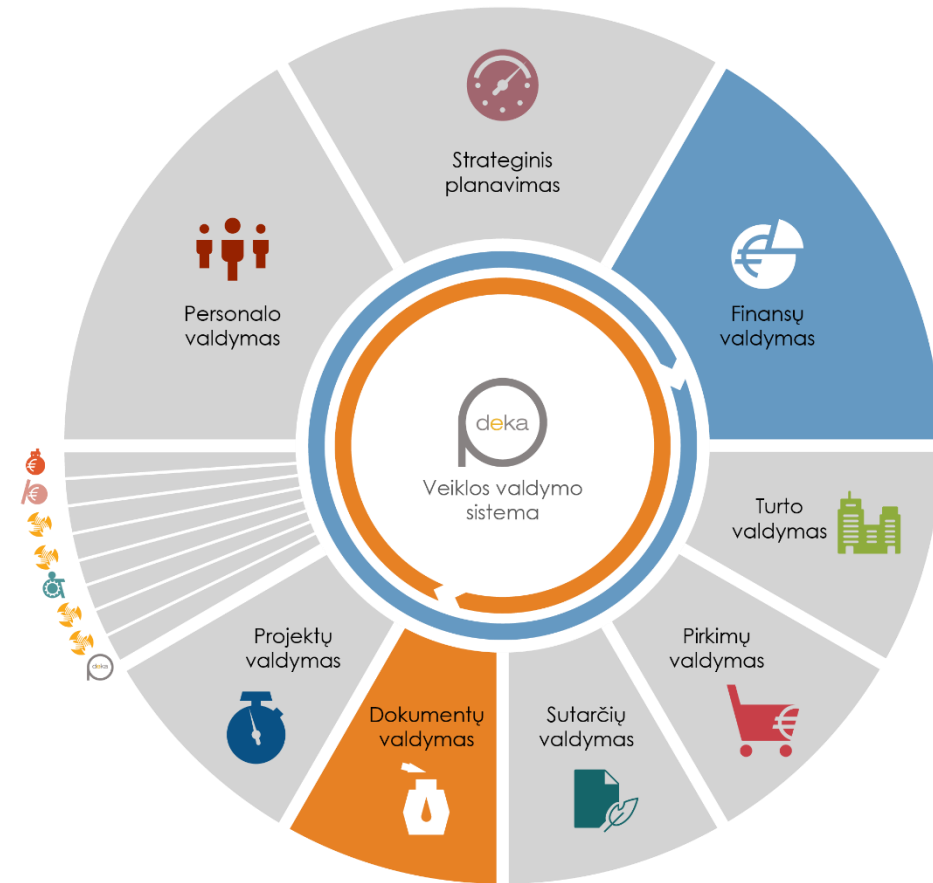 Strateginis
planavimas
Finansų
valdymas
Personalo
valdymas
deka
Veiklos valdymo
sistema
Turto
valdymas
Pirkimų
valdymas
Sutarčių
valdymas
Dokumentų
valdymas
Projektų
valdymas
deka